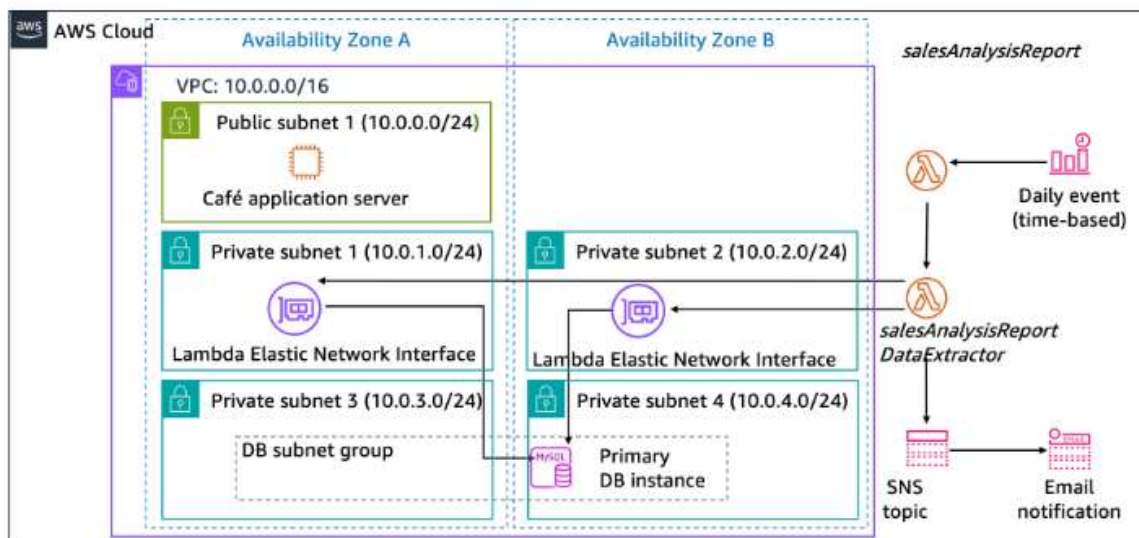 aws
AWS Cloud
Availability Zone A
Availability Zone B
salesAnalysisReport
VPC: 10.0.0.0/16
Public subnet 1 (10.0.0.0/24)
Café application server
Daily event
(time-based)
Private subnet 1 (10.0.1.0/24)
Private subnet 2 (10.0.2.0/24)
Lambda Elastic Network Interface
Lambda Elastic Network Interface
salesAnalysisReport
DataExtractor
Private subnet 3 (10.0.3.0/24)
Private subnet 4 (10.0.4.0/24)
DB subnet group
MySQL
Primary
DB instance
EMAIL
SNS
topic
Email
notification